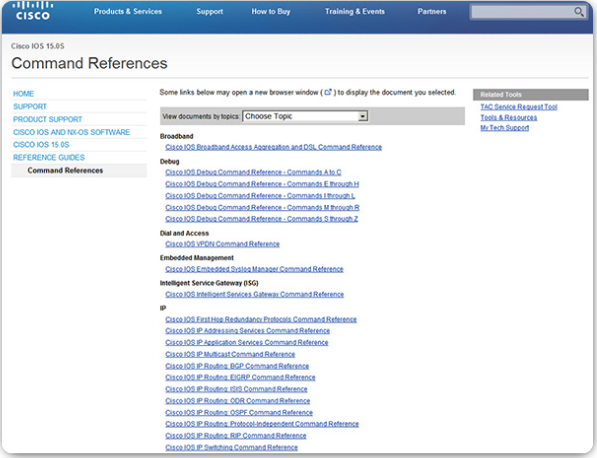 CISCO
Products & Services
Support
How to Buy
Training & Events
Partners
Cisco IOS 15.0S
Command References
HOME
SUPPORT
PRODUCT SUPPORT
CISCO IOS AND NX-OS SOFTWARE
CISCO IOS 15.0S
REFERENCE GUIDES
Command References
Some links below may open a new browser window ( ) to display the document you selected.
View documents by topics: Choose Topic
Broadband
Cisco IOS Broadband Access Aggregation and DSL Command Reference
Debug
Cisco IOS Debug Command Reference - Commands A to C
Cisco IOS Debug Command Reference - Commands E through H
Cisco IOS Debug Command Reference - Commands I through L
Cisco IOS Debug Command Reference - Commands M through R
Cisco IOS Debug Command Reference - Commands S through Z
Dial and Access
Cisco IOS VPDN Command Reference
Embedded Management
Cisco IOS Embedded Syslog Manager Command Reference
Intelligent Service Gateway (ISG)
Cisco IOS Intelligent Services Gateway Command Reference
IP
Cisco IOS First Hop Redundancy Protocols Command Reference
Cisco IOS IP Addressing Services Command Reference
Cisco IOS IP Application Services Command Reference
Cisco IOS IP Multicast Command Reference
Cisco IOS IP Routing: BGP Command Reference
Cisco IOS IP Routing: EIGRP Command Reference
Cisco IOS IP Routing: ISIS Command Reference
Cisco IOS IP Routing: ODR Command Reference
Cisco IOS IP Routing: OSPF Command Reference
Cisco IOS IP Routing: Protocol-Independent Command Reference
Cisco IOS IP Routing: RIP Command Reference
Cisco IOS IP Switching Command Reference
Related Tools
TAC Service Request Tool
Tools & Resources
My Tech Support